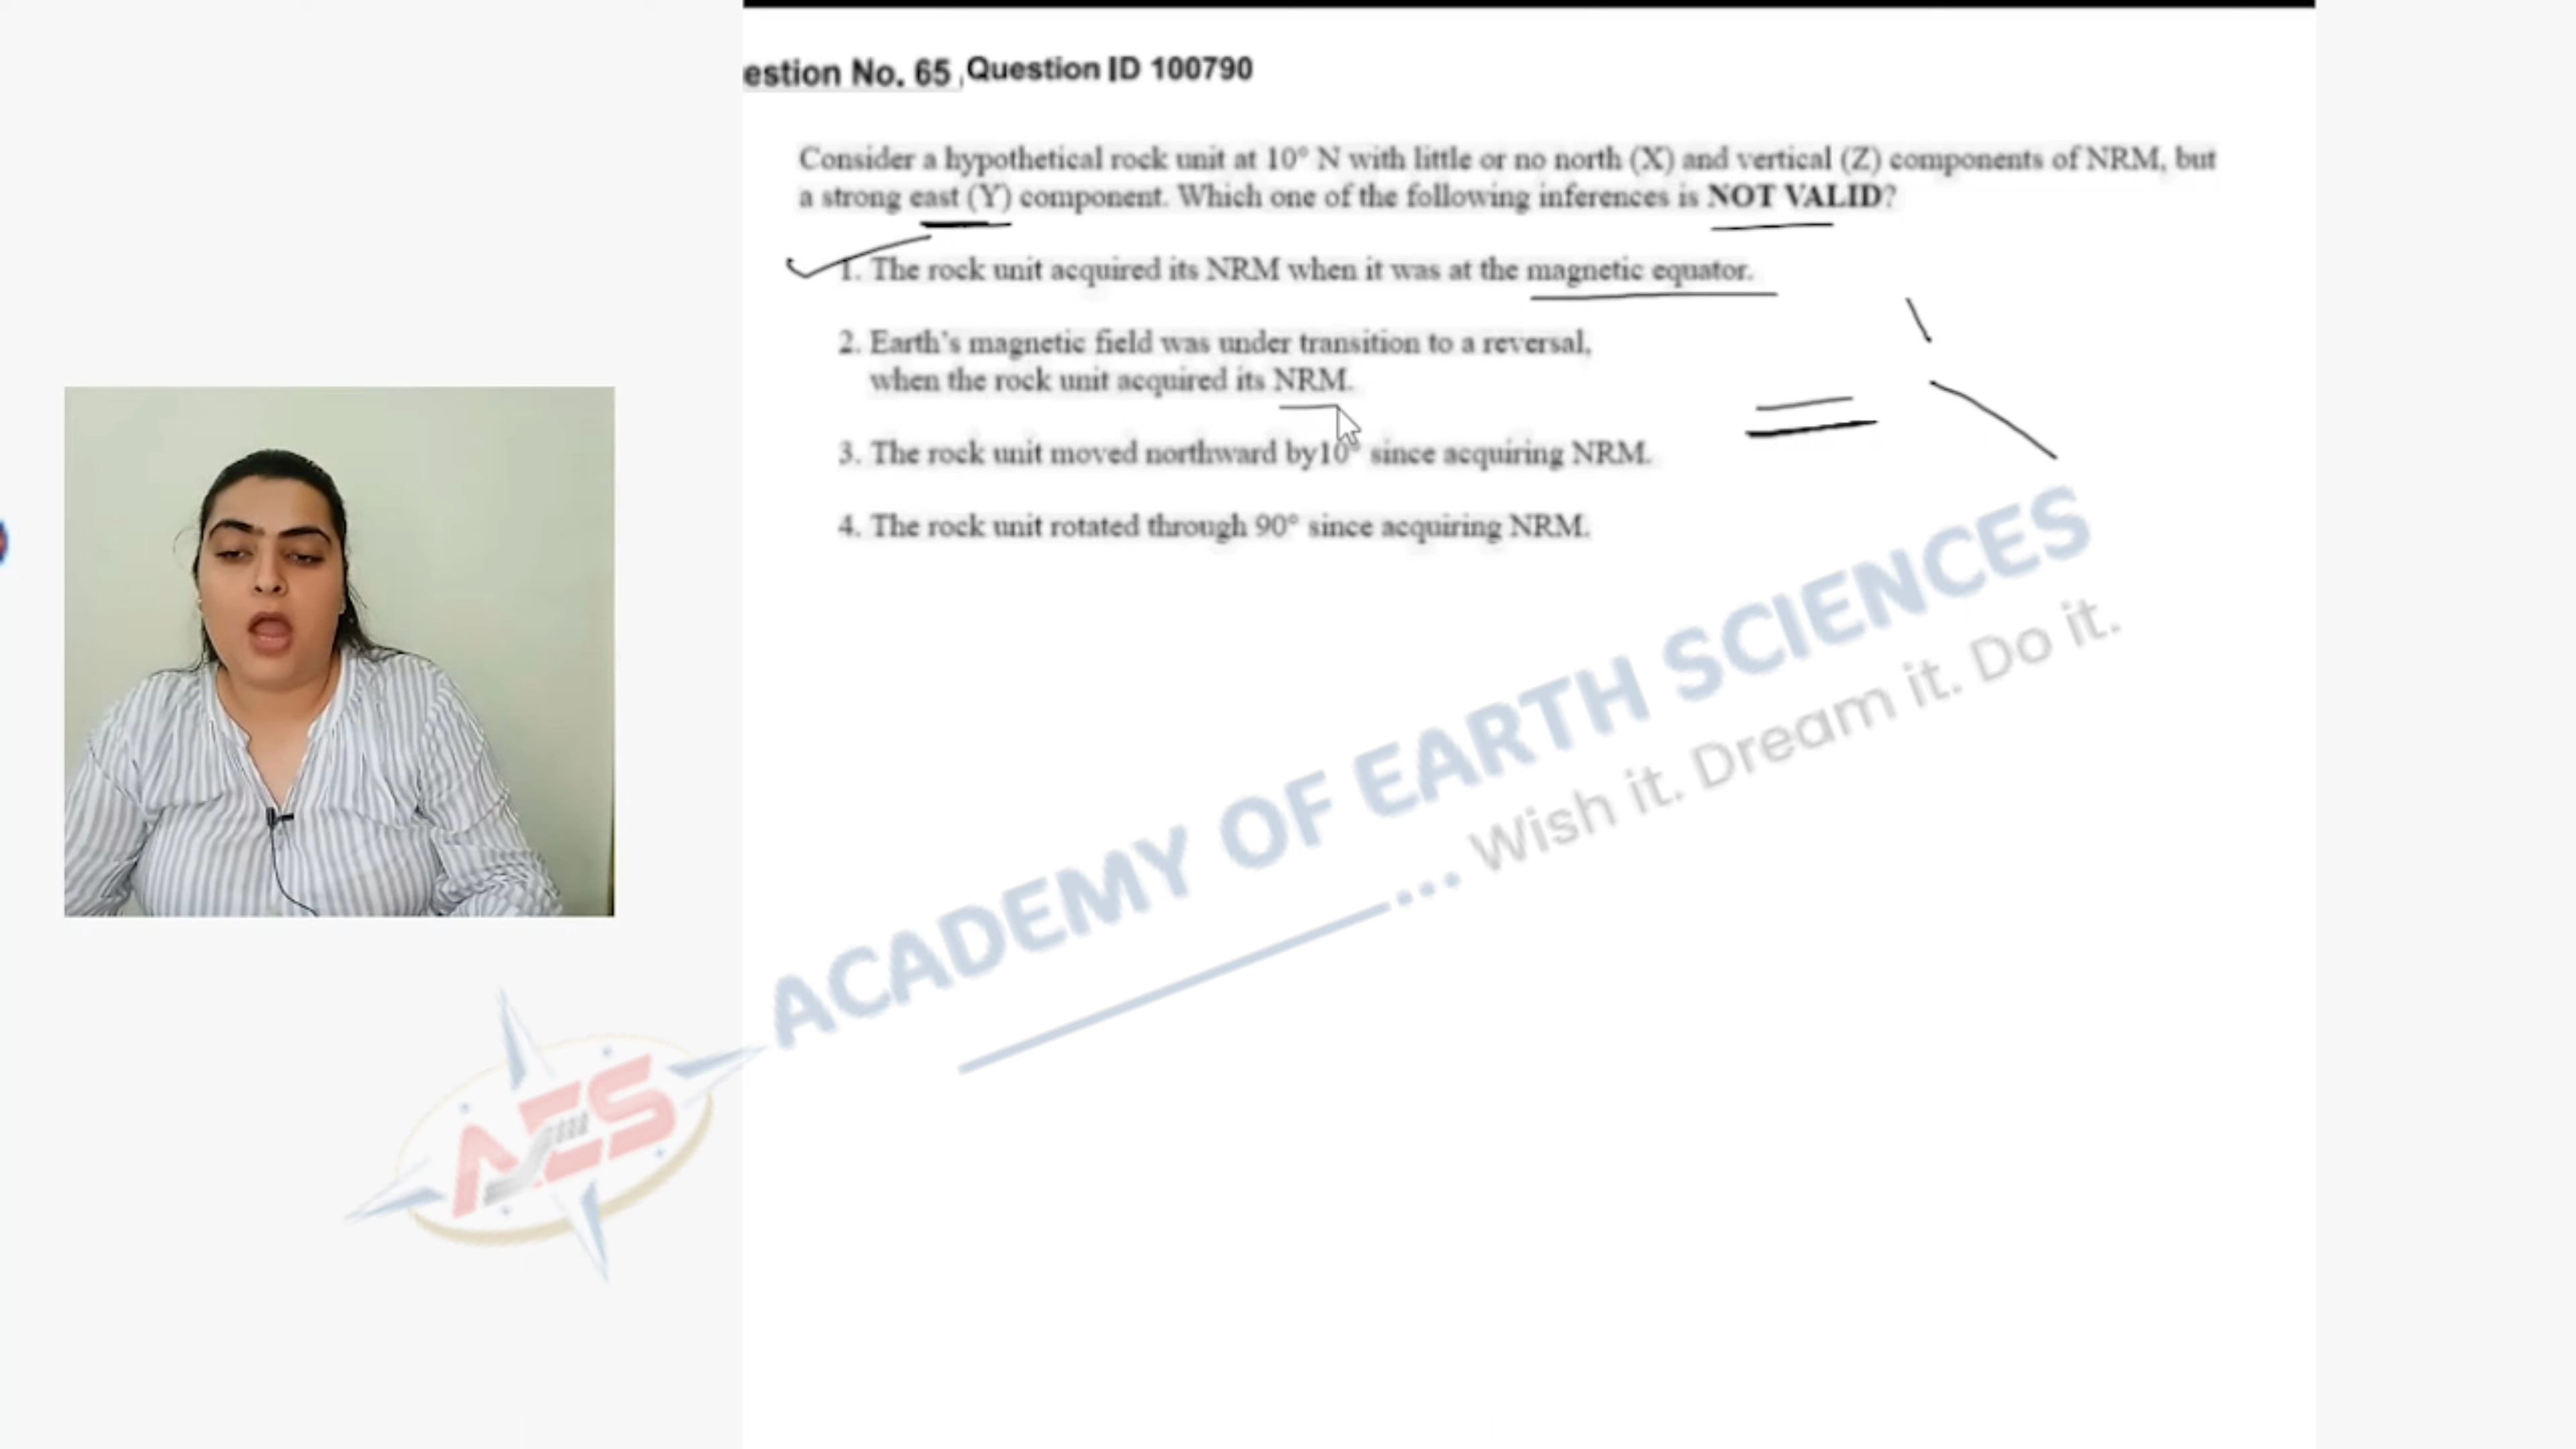 estion No. 65 , Question ID 100790
Consider a hypothetical rock unit at 10° N with little or no north (X) and vertical (Z) components of NRM, but
a strong east (Y) component. Which one of the following inferences is NOT VALID?
1. The rock unit acquired its NRM when it was at the magnetic equator.
2. Earth's magnetic field was under transition to a reversal,
when the rock unit acquired its NRM.
3. The rock unit moved northward by10° since acquiring NRM.
4. The rock unit rotated through 90° since acquiring NRM.
ACADEMY OF EARTH SCIENCES
... Wish it. Dream it. Do it.
AES